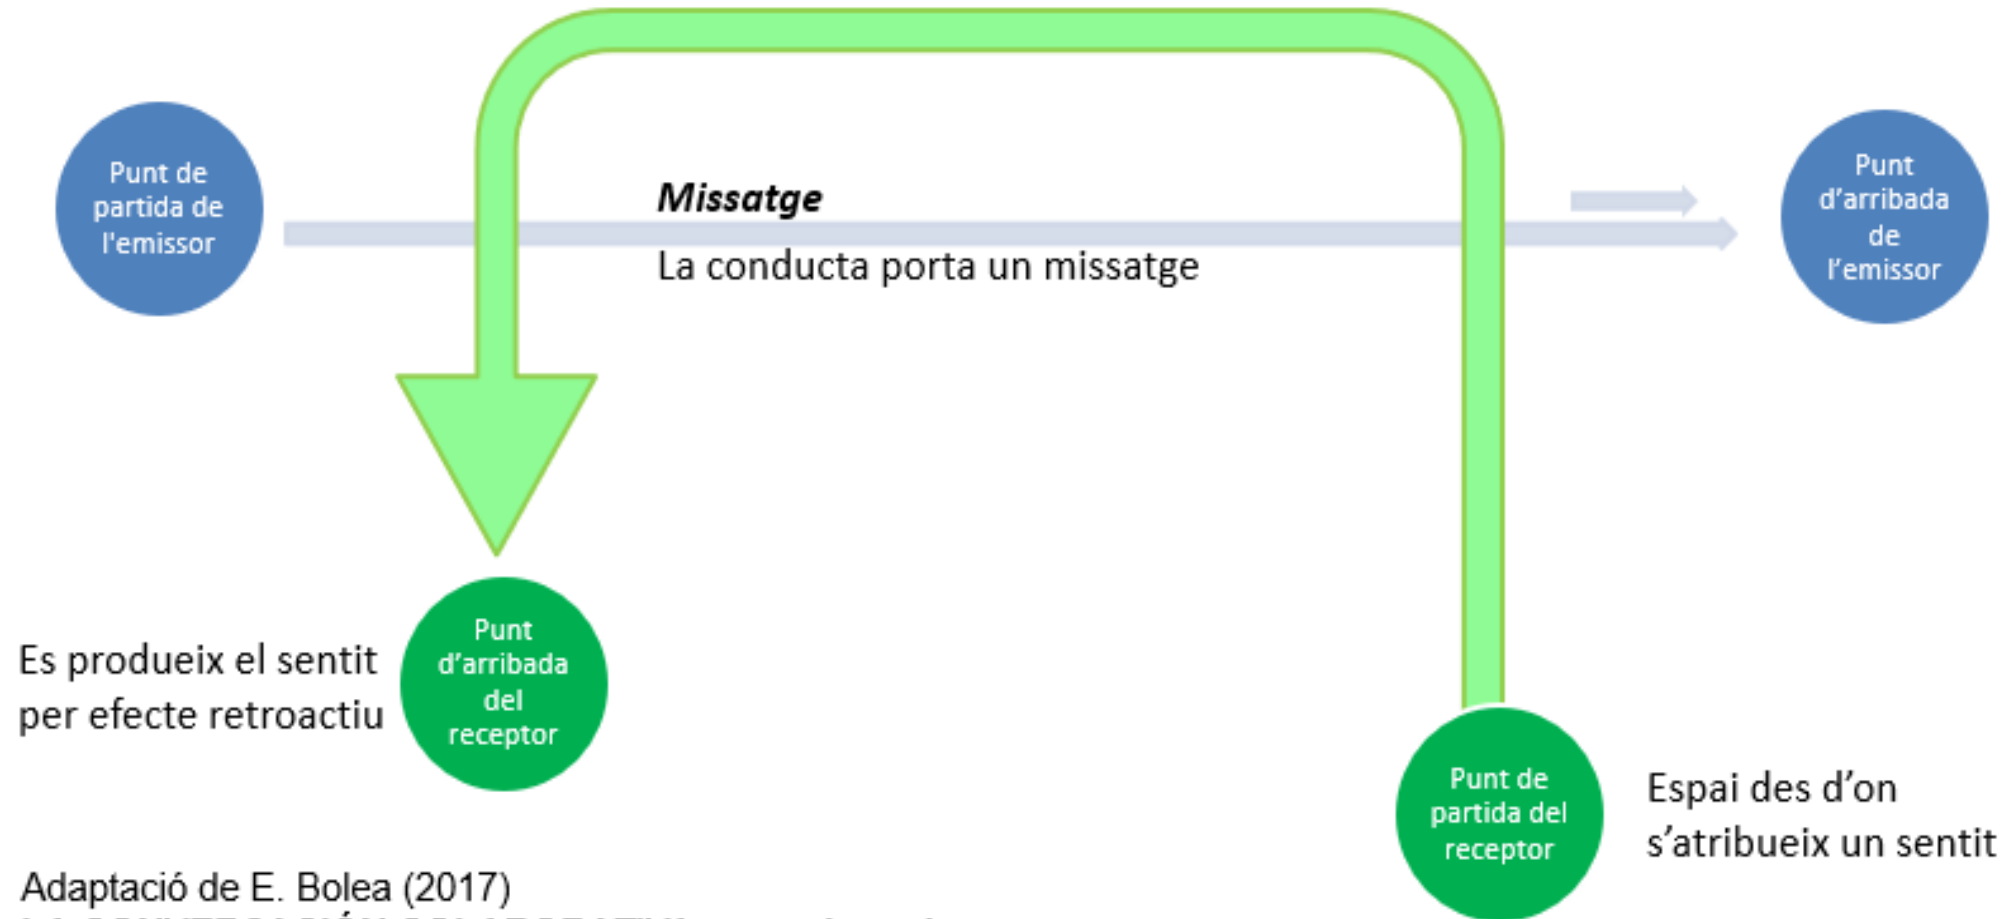 Punt de
partida de
l'emissor
Missatge
La conducta porta un missatge
Punt
d’arribada
de
l’emissor
Es produeix el sentit
per efecte retroactiu
Punt
d’arribada
del
receptor
Punt de
partida del
receptor
Espai des d’on
s’atribueix un sentit
Adaptació de E. Bolea (2017)